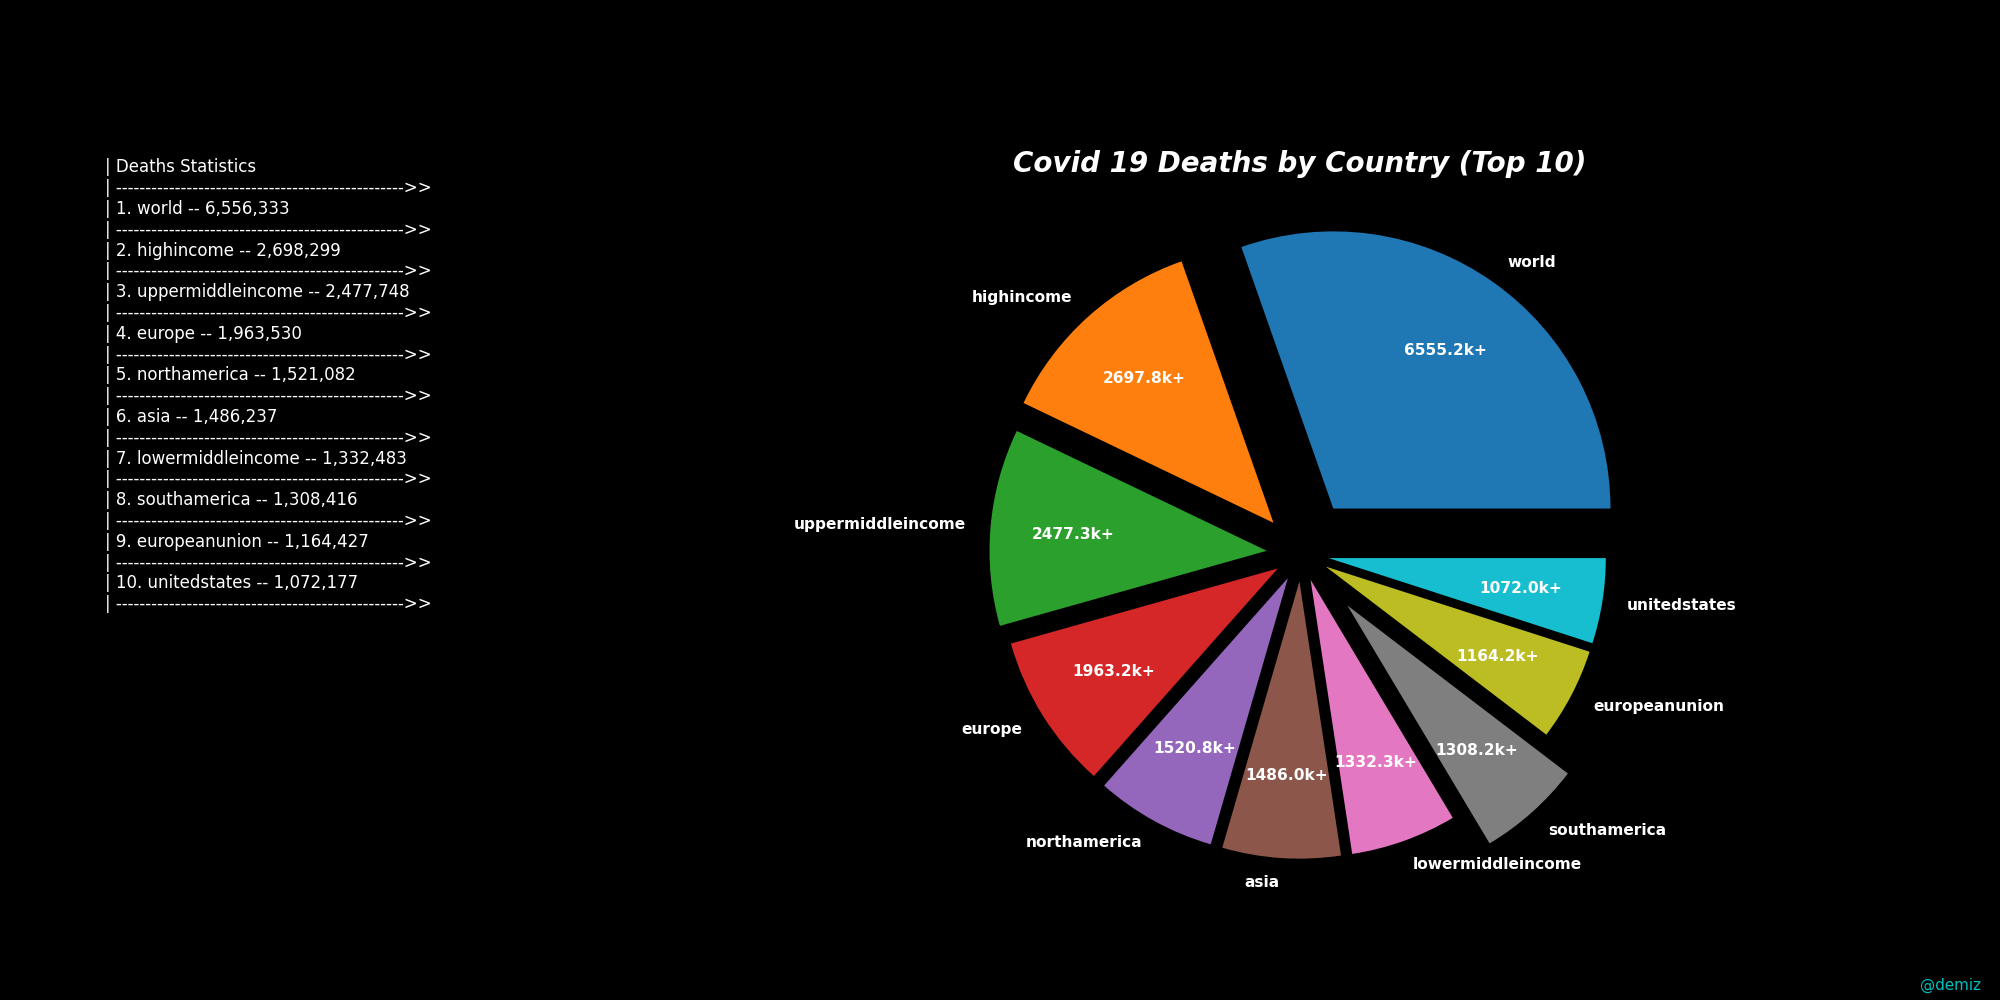 | Deaths Statistics
| ------------------------------------------------->>
| 1. world -- 6,556,333
| ------------------------------------------------->>
| 2. highincome -- 2,698,299
| ------------------------------------------------->>
| 3. uppermiddleincome -- 2,477,748
| ------------------------------------------------->>
| 4. europe -- 1,963,530
| ------------------------------------------------->>
| 5. northamerica -- 1,521,082
| ------------------------------------------------->>
| 6. asia -- 1,486,237
| ------------------------------------------------->>
| 7. lowermiddleincome -- 1,332,483
| ------------------------------------------------->>
| 8. southamerica -- 1,308,416
| ------------------------------------------------->>
| 9. europeanunion -- 1,164,427
| ------------------------------------------------->>
| 10. unitedstates -- 1,072,177
| ------------------------------------------------->>
Covid 19 Deaths by Country (Top 10)
world
6555.2k+
highincome
2697.8k+
uppermiddleincome
2477.3k+
europe
1963.2k+
northamerica
1520.8k+
asia
1486.0k+
lowermiddleincome
1332.3k+
southamerica
1308.2k+
europeanunion
1164.2k+
unitedstates
1072.0k+
@demiz